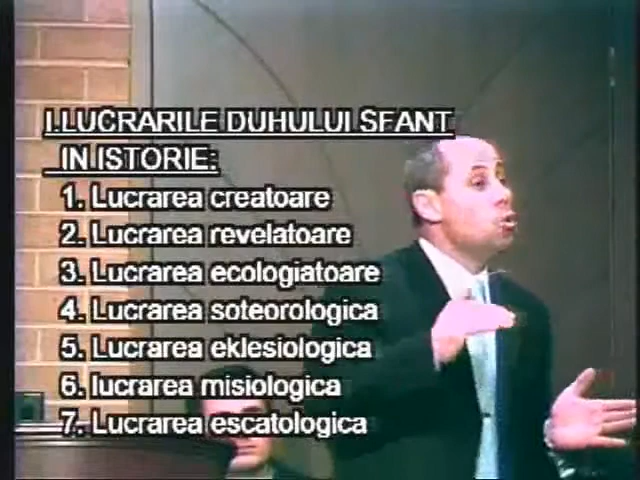 I.LUCRARILE DUHULUI SFANT
IN ISTORIE:
1. Lucrarea creatoare
2. Lucrarea revelatoare
3. Lucrarea ecologiatoare
4. Lucrarea soteorologica
5. Lucrarea eklesiologica
6. lucrarea misiologica
7. Lucrarea escatologica